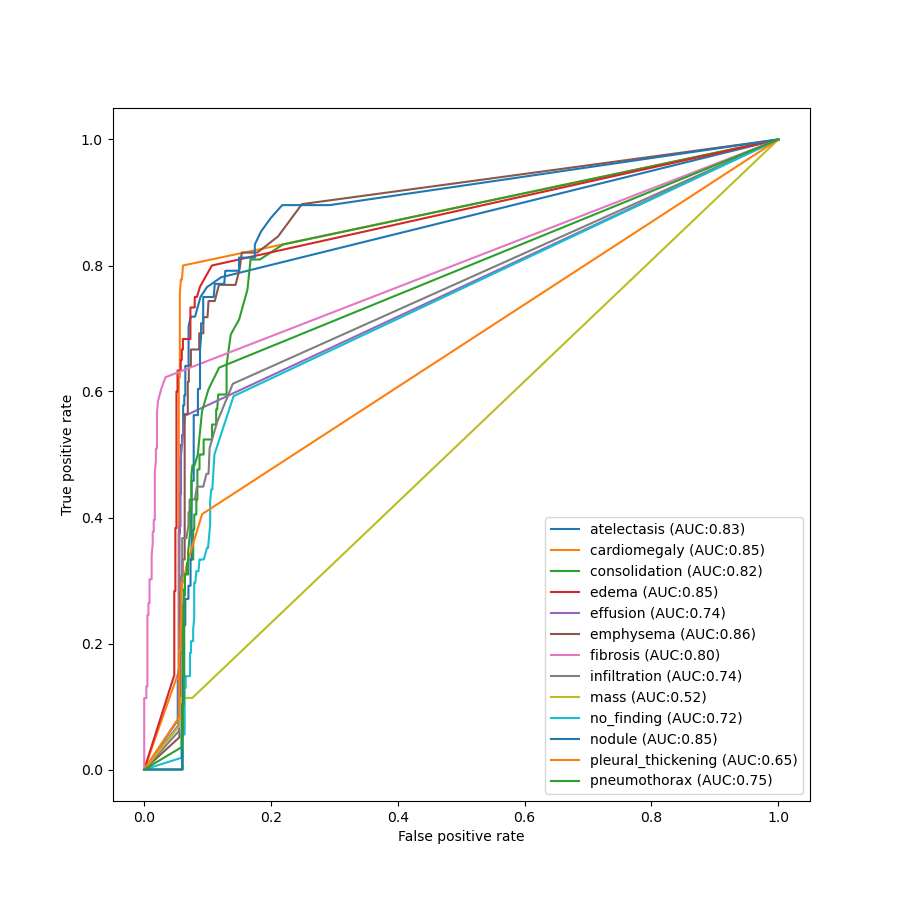 1.0
0.8
0.6
0.4
0.2
0.0
True positive rate
0.0 0.2 0.4 0.6 0.8 1.0
False positive rate
atelectasis (AUC:0.83)
cardiomegaly (AUC:0.85)
consolidation (AUC:0.82)
edema (AUC:0.85)
effusion (AUC:0.74)
emphysema (AUC:0.86)
fibrosis (AUC:0.80)
infiltration (AUC:0.74)
mass (AUC:0.52)
no_finding (AUC:0.72)
nodule (AUC:0.85)
pleural_thickening (AUC:0.65)
pneumothorax (AUC:0.75)